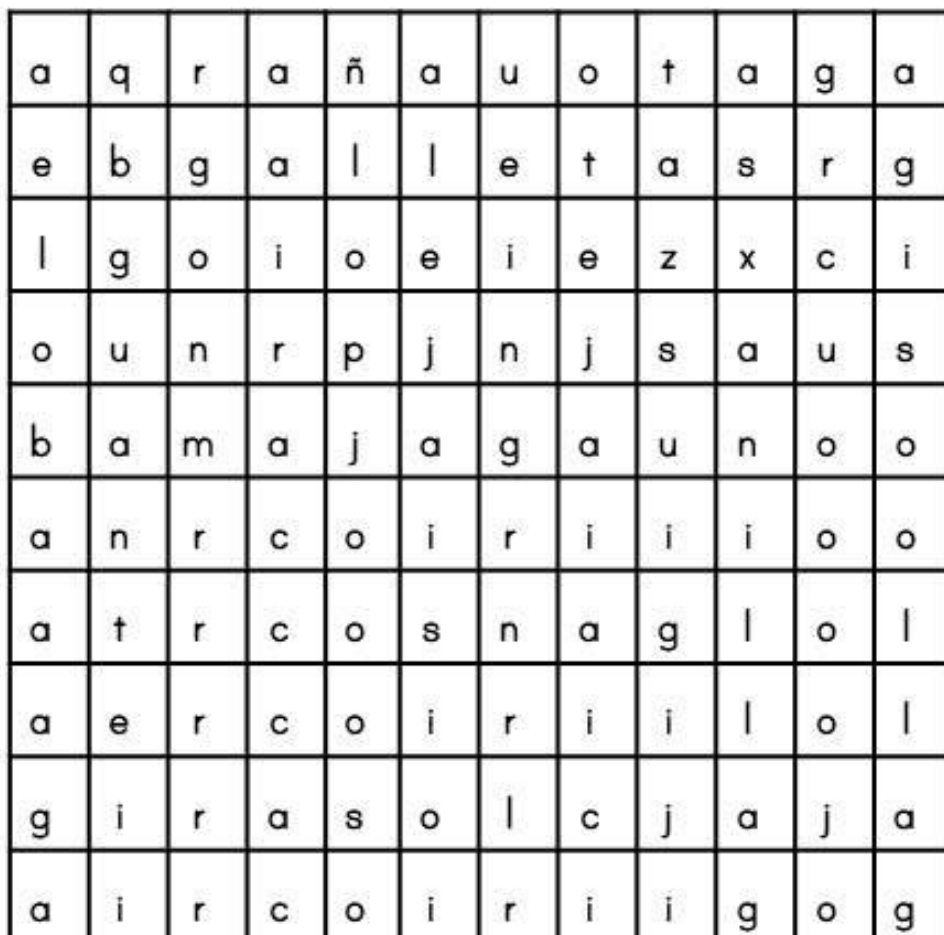 a q r a ñ a u o t a g a
e b g a l l e t a s r g
l g o i o e i e z x c i
o u n r p j n j s a u s
b a m a j a g a u n o o
a n r c o i r i i i o o
a t r c o s n a g l o l
a e r c o i r i i l o l
g i r a s o l c j a j a
a i r c o i r i i g o g